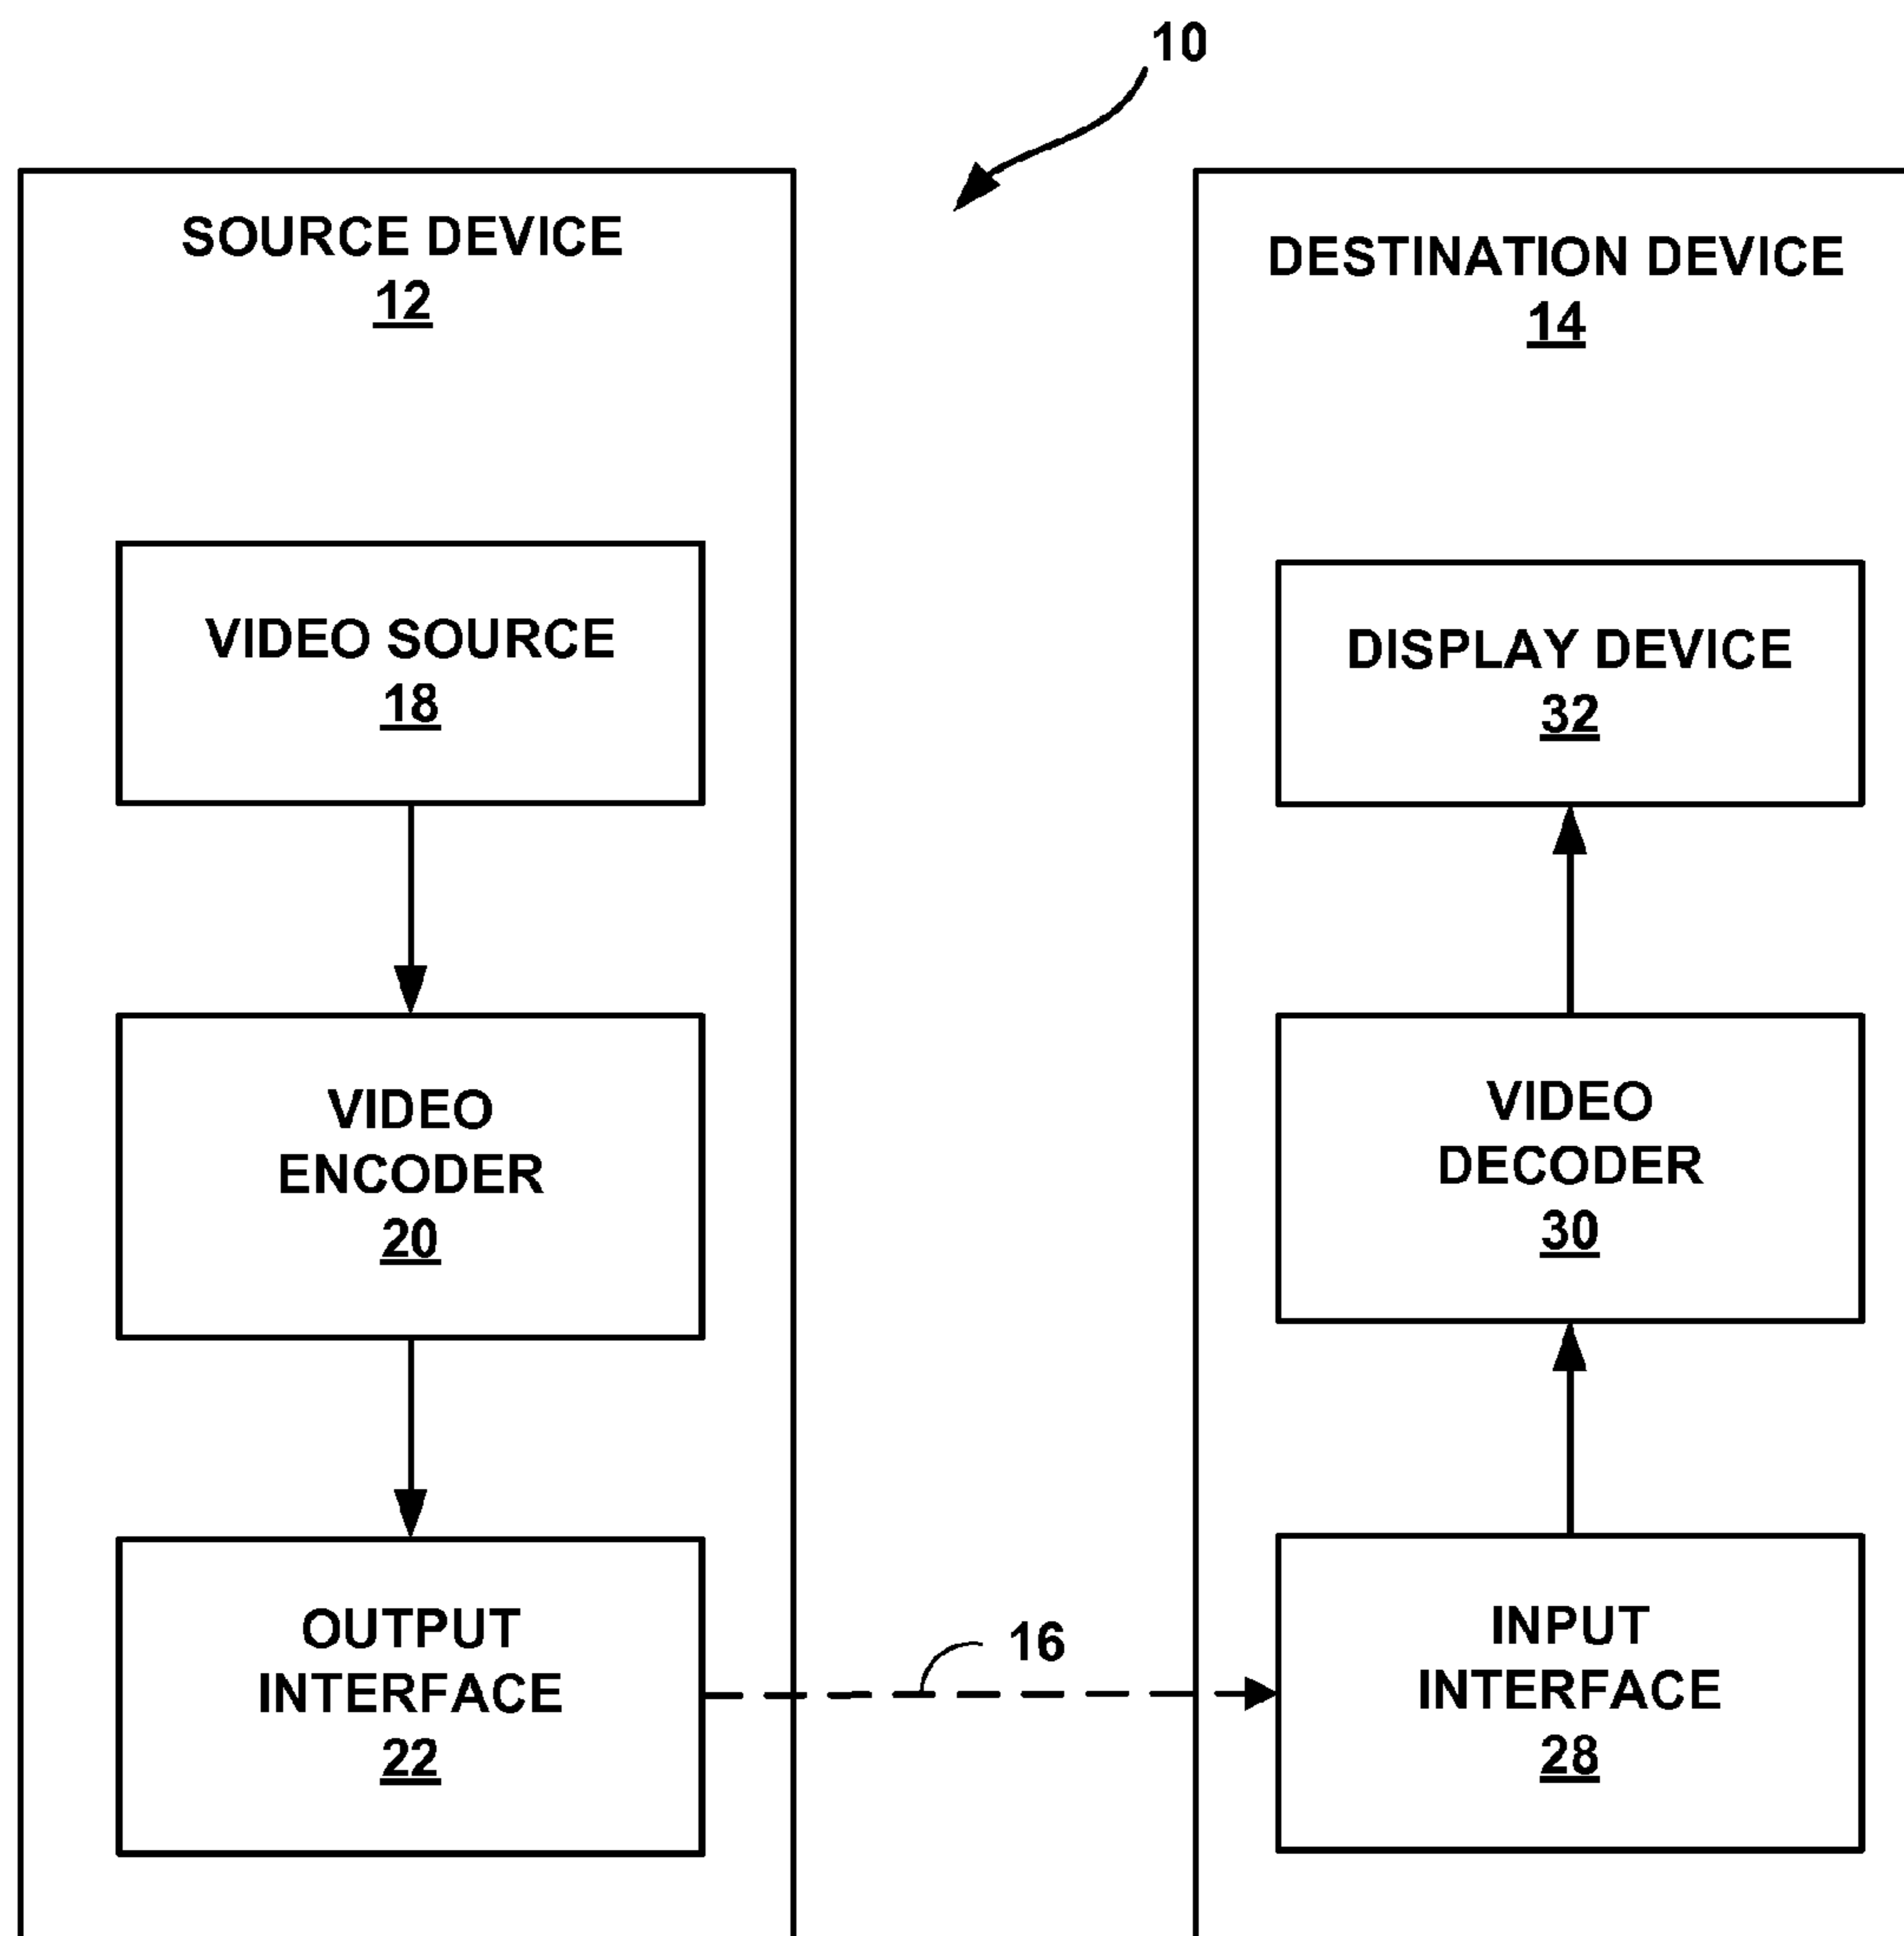 10
SOURCE DEVICE
12
VIDEO SOURCE
18
VIDEO
ENCODER
20
OUTPUT
INTERFACE
22
16
DESTINATION DEVICE
14
DISPLAY DEVICE
32
VIDEO
DECODER
30
INPUT
INTERFACE
28